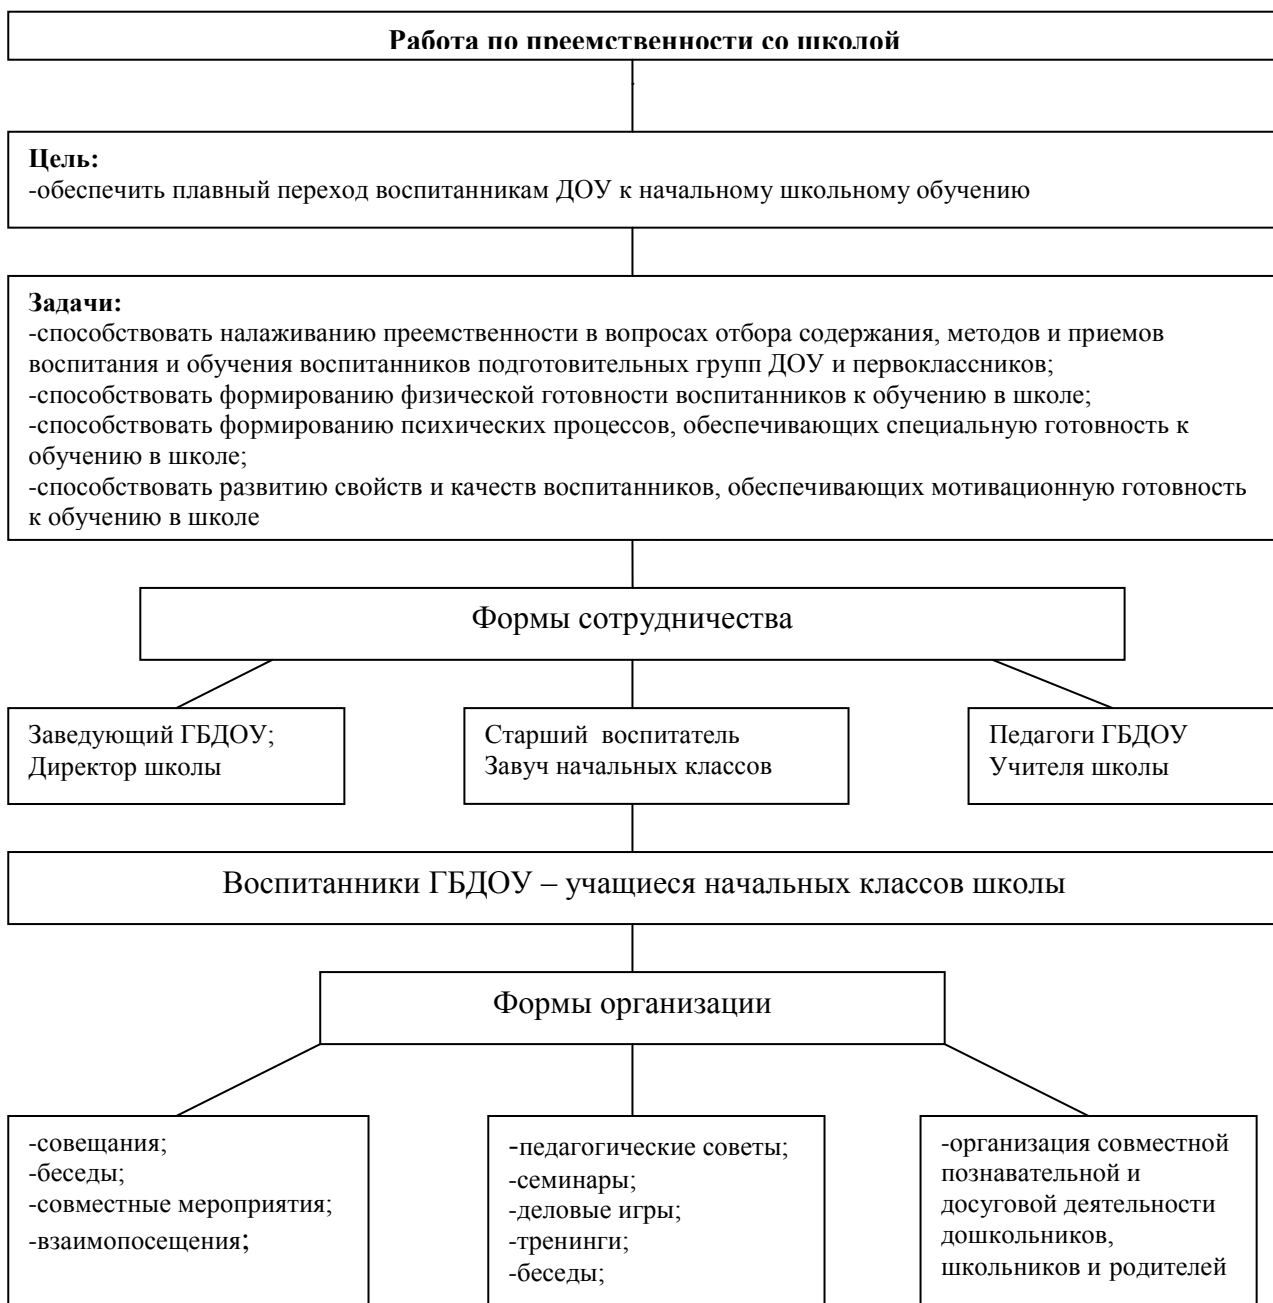 Работа по преемственности со школой
Цель:
-обеспечить плавный переход воспитанникам ДОУ к начальному школьному обучению
Задачи:
-способствовать налаживанию преемственности в вопросах отбора содержания, методов и приемов
воспитания и обучения воспитанников подготовительных групп ДОУ и первоклассников;
-способствовать формированию физической готовности воспитанников к обучению в школе;
-способствовать формированию психических процессов, обеспечивающих специальную готовность к
обучению в школе;
-способствовать развитию свойств и качеств воспитанников, обеспечивающих мотивационную готовность
к обучению в школе
Формы сотрудничества
Заведующий ГБДОУ;
Директор школы
Старший воспитатель
Завуч начальных классов
Педагоги ГБДОУ
Учителя школы
Воспитанники ГБДОУ – учащиеся начальных классов школы
Формы организации
-совещания;
-беседы;
-совместные мероприятия;
-взаимопосещения;
-педагогические советы;
-семинары;
-деловые игры;
-тренинги;
-беседы;
-организация совместной
познавательной и
досуговой деятельности
дошкольников,
школьников и родителей